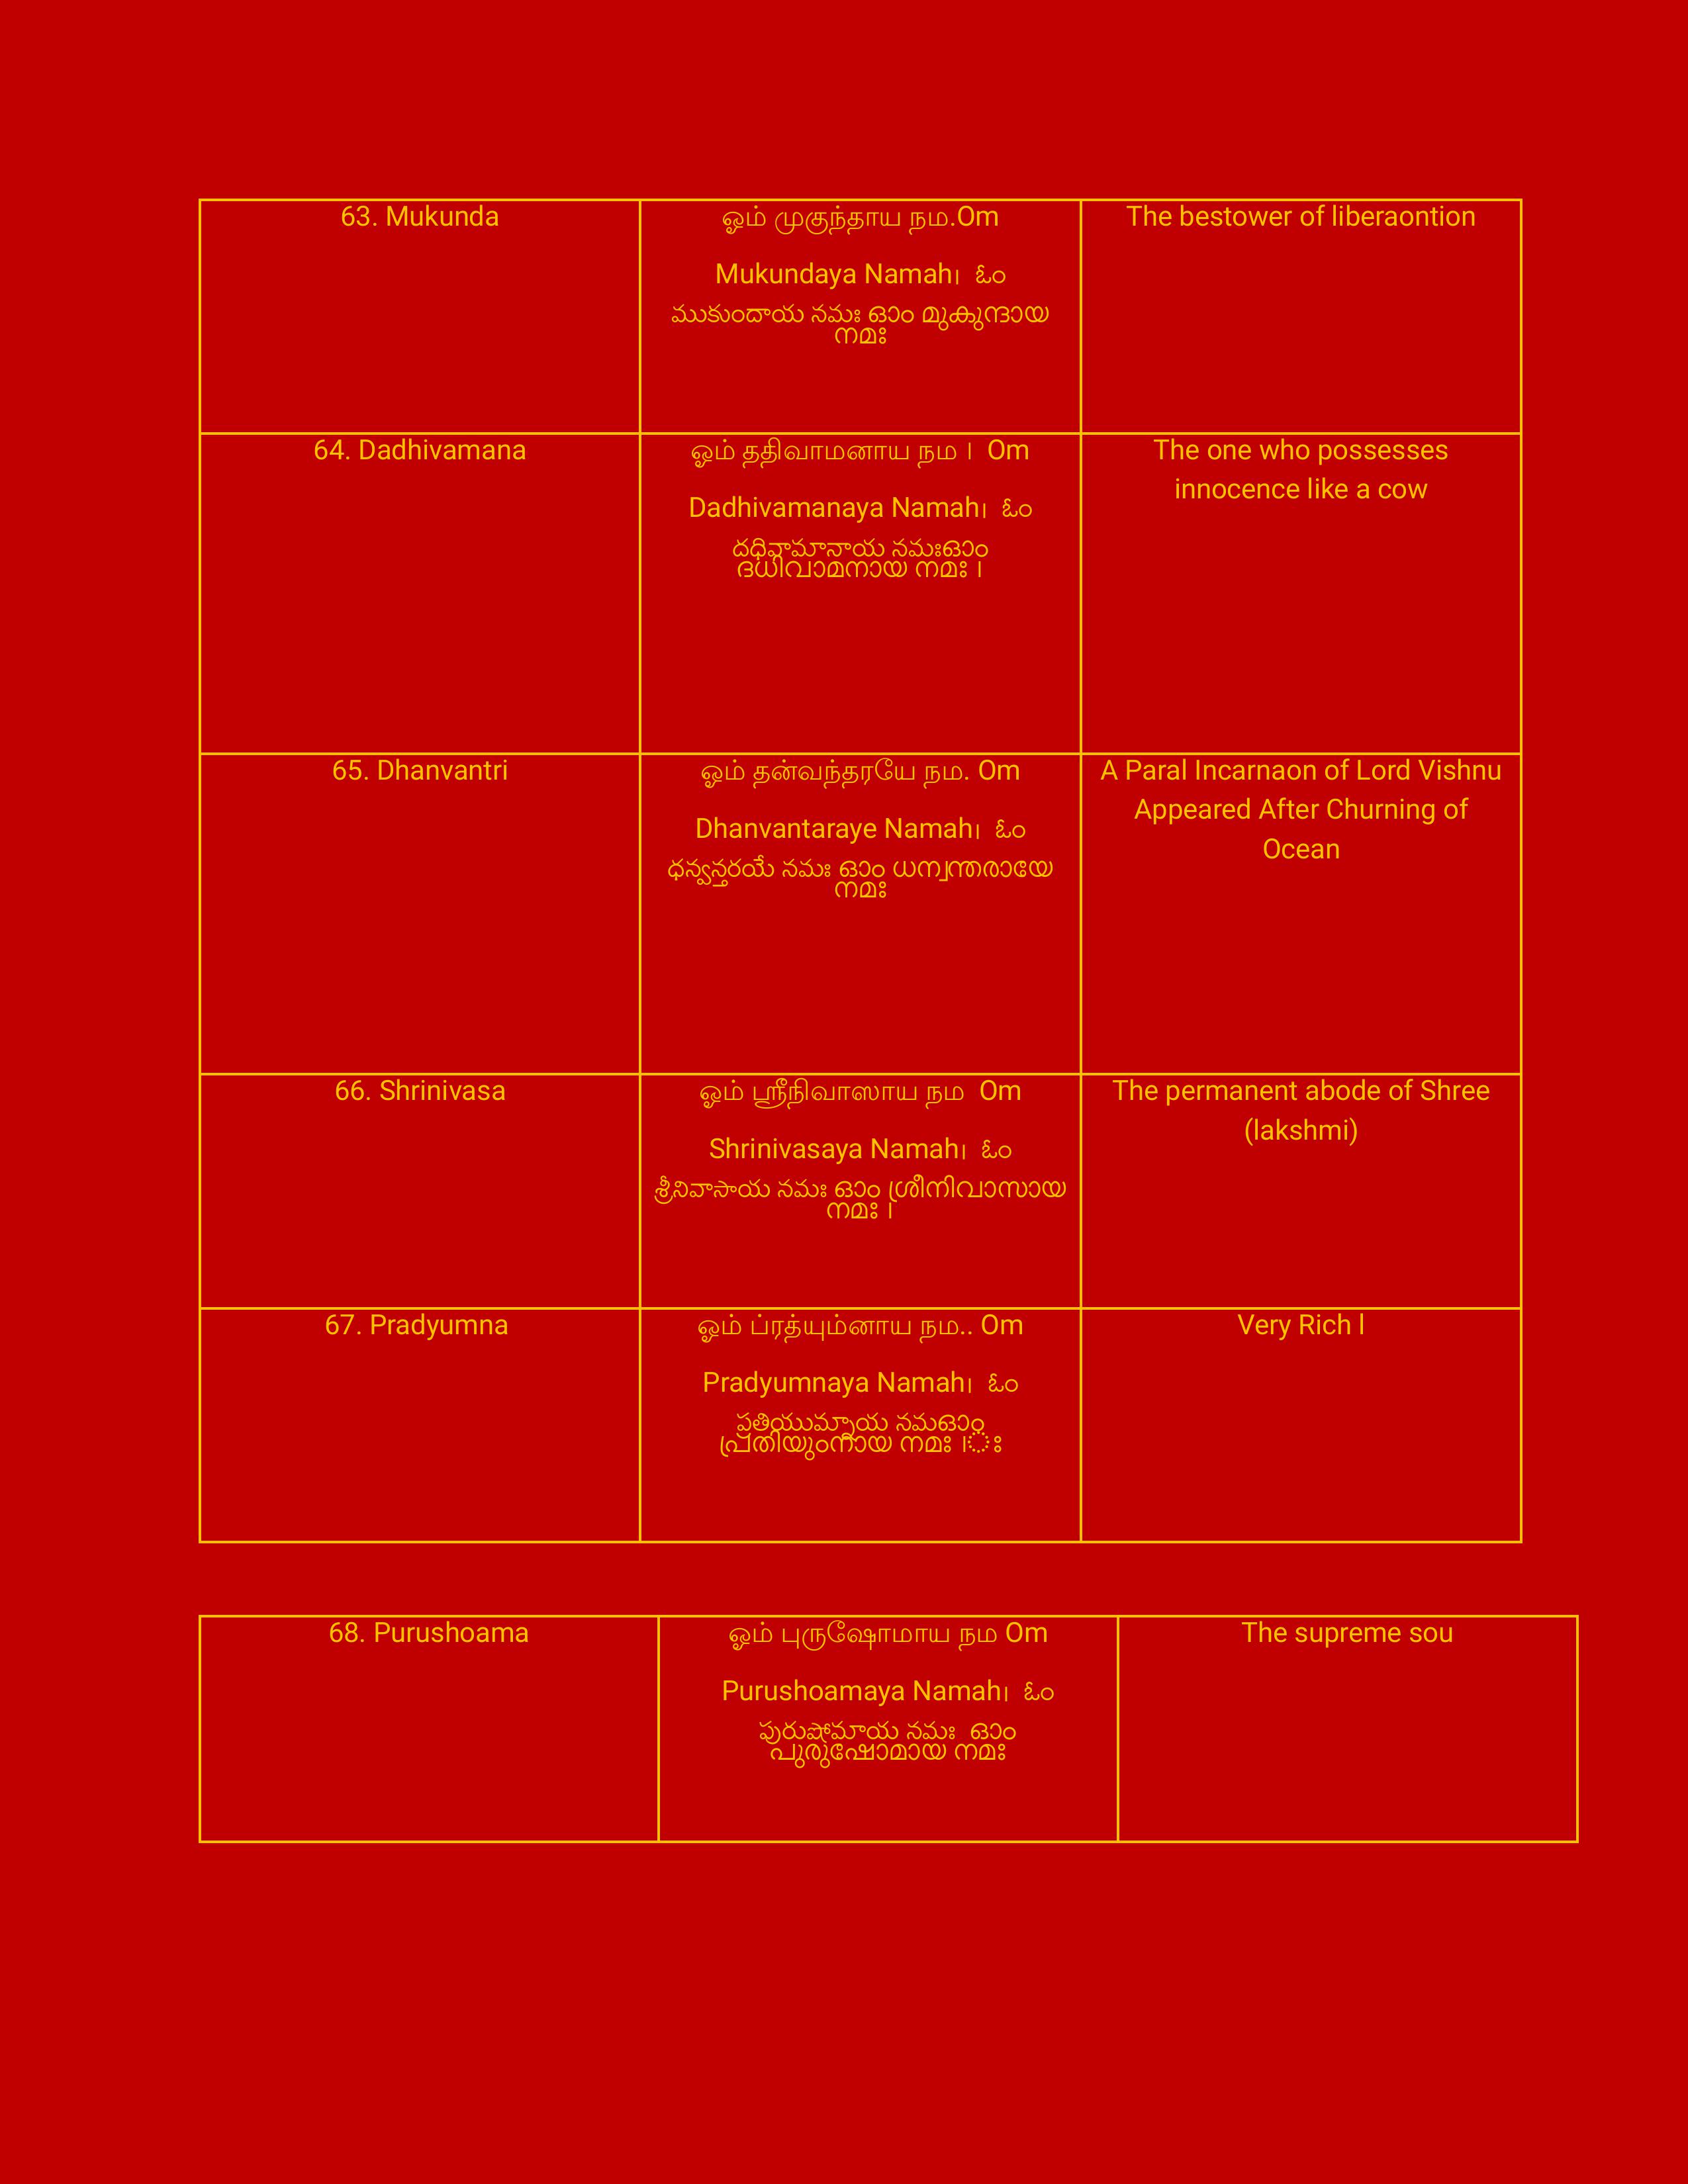 63. Mukunda
ஓம் முகுந்தாய நம.Om
Mukundaya Namah। ఓం
ముకుందాయ నమః ഓം മുകുന്ദായ
നമഃ
The bestower of liberaontion
64. Dadhivamana
ஓம் ததிவாமனாய நம । Om
Dadhivamanaya Namah। ఓం
దధివామానాయ నమఃഓം
ദധിവാമനായ നമഃ ।
The one who possesses
innocence like a cow
65. Dhanvantri
ஓம் தன்வந்தரயே நம. Om
Dhanvantaraye Namah। ఓం
ధన్వన్తరయే నమః ഓം ധന്വന്തരായേ
നമഃ
A Paral Incarnaon of Lord Vishnu
Appeared After Churning of
Ocean
66. Shrinivasa
ஓம் ஸ்ரீநிவாஸாய நம Om
Shrinivasaya Namah। ఓం
శ్రీనివాసాయ నమః ഓം ശ്രീനിവാസായ
നമഃ ।
The permanent abode of Shree
(lakshmi)
67. Pradyumna
ஓம் ப்ரத்யும்னாய நம.. Om
Pradyumnaya Namah। ఓం
ప్రతియుమ్నాయ నమഓം
പ്രതിയുംനായ നമഃ ।ః
Very Rich l
68. Purushoama
ஓம் புருஷோமாய நம Om
Purushoamaya Namah। ఓం
పురుషోమాయ నమః ഓം
പുരുഷോമായ നമഃ
The supreme sou